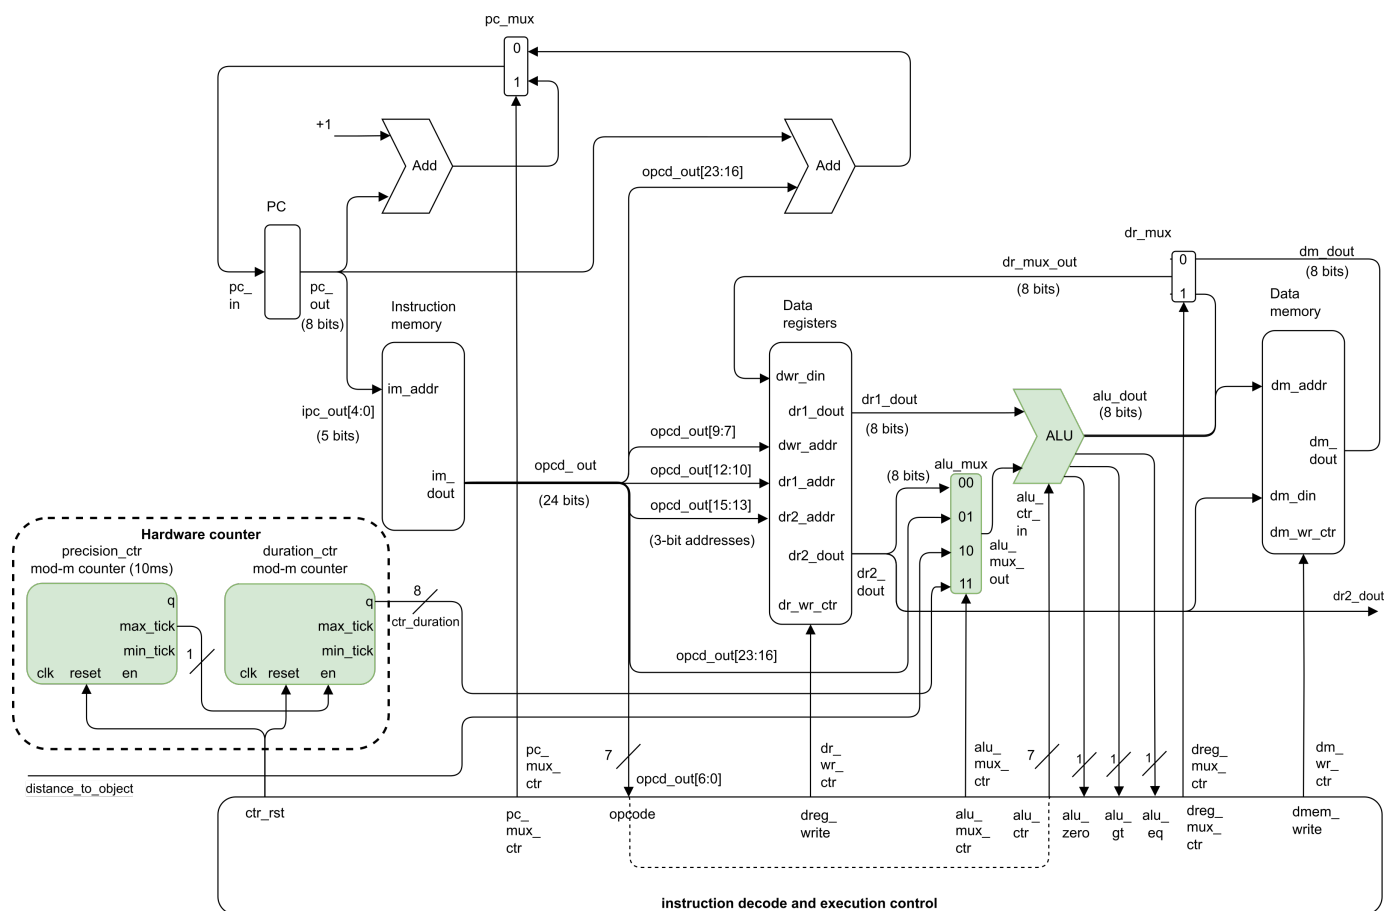 pc_mux
0
1
+1
Add
opcd_out[23:16]
Add
PC
pc_
in
pc_
out
(8 bits)
dr_mux
0
1
dr_mux_out
(8 bits)
dm_dout
(8 bits)
Instruction
memory
im_addr
ipc_out[4:0]
(5 bits)
im_
dout
opcd_ out
(24 bits)
opcd_out[9:7]
opcd_out[12:10]
opcd_out[15:13]
(3-bit addresses)
Data
registers
dwr_din
dr1_dout
dwr_addr
dr1_addr
dr2_addr
dr2_dout
dr_wr_ctr
dr1_dout
(8 bits)
(8 bits)
dr2_
dout
alu_mux
00
01
10
11
alu_
mux_
out
ALU
alu_
ctr_
in
alu_dout
(8 bits)
Data
memory
dm_addr
dm_
dout
dm_din
dm_wr_ctr
dr2_dout
Hardware counter
precision_ctr
mod-m counter (10ms)
q
max_tick
min_tick
clk reset en
1
duration_ctr
mod-m counter
q
max_tick
min_tick
clk reset en
8
ctr_duration
opcd_out[23:16]
distance_to_object
pc_
mux_
ctr
7
opcd_out[6:0]
dr_
wr_
ctr
alu_
mux_
ctr
7
1
1
1
dreg_
mux_
ctr
dm_
wr_
ctr
ctr_rst
pc_
mux_
ctr
opcode
dreg_
write
alu_
mux_
ctr
alu_
ctr
alu_
zero
alu_
gt
alu_
eq
dreg_
mux_
ctr
dmem_
write
instruction decode and execution control